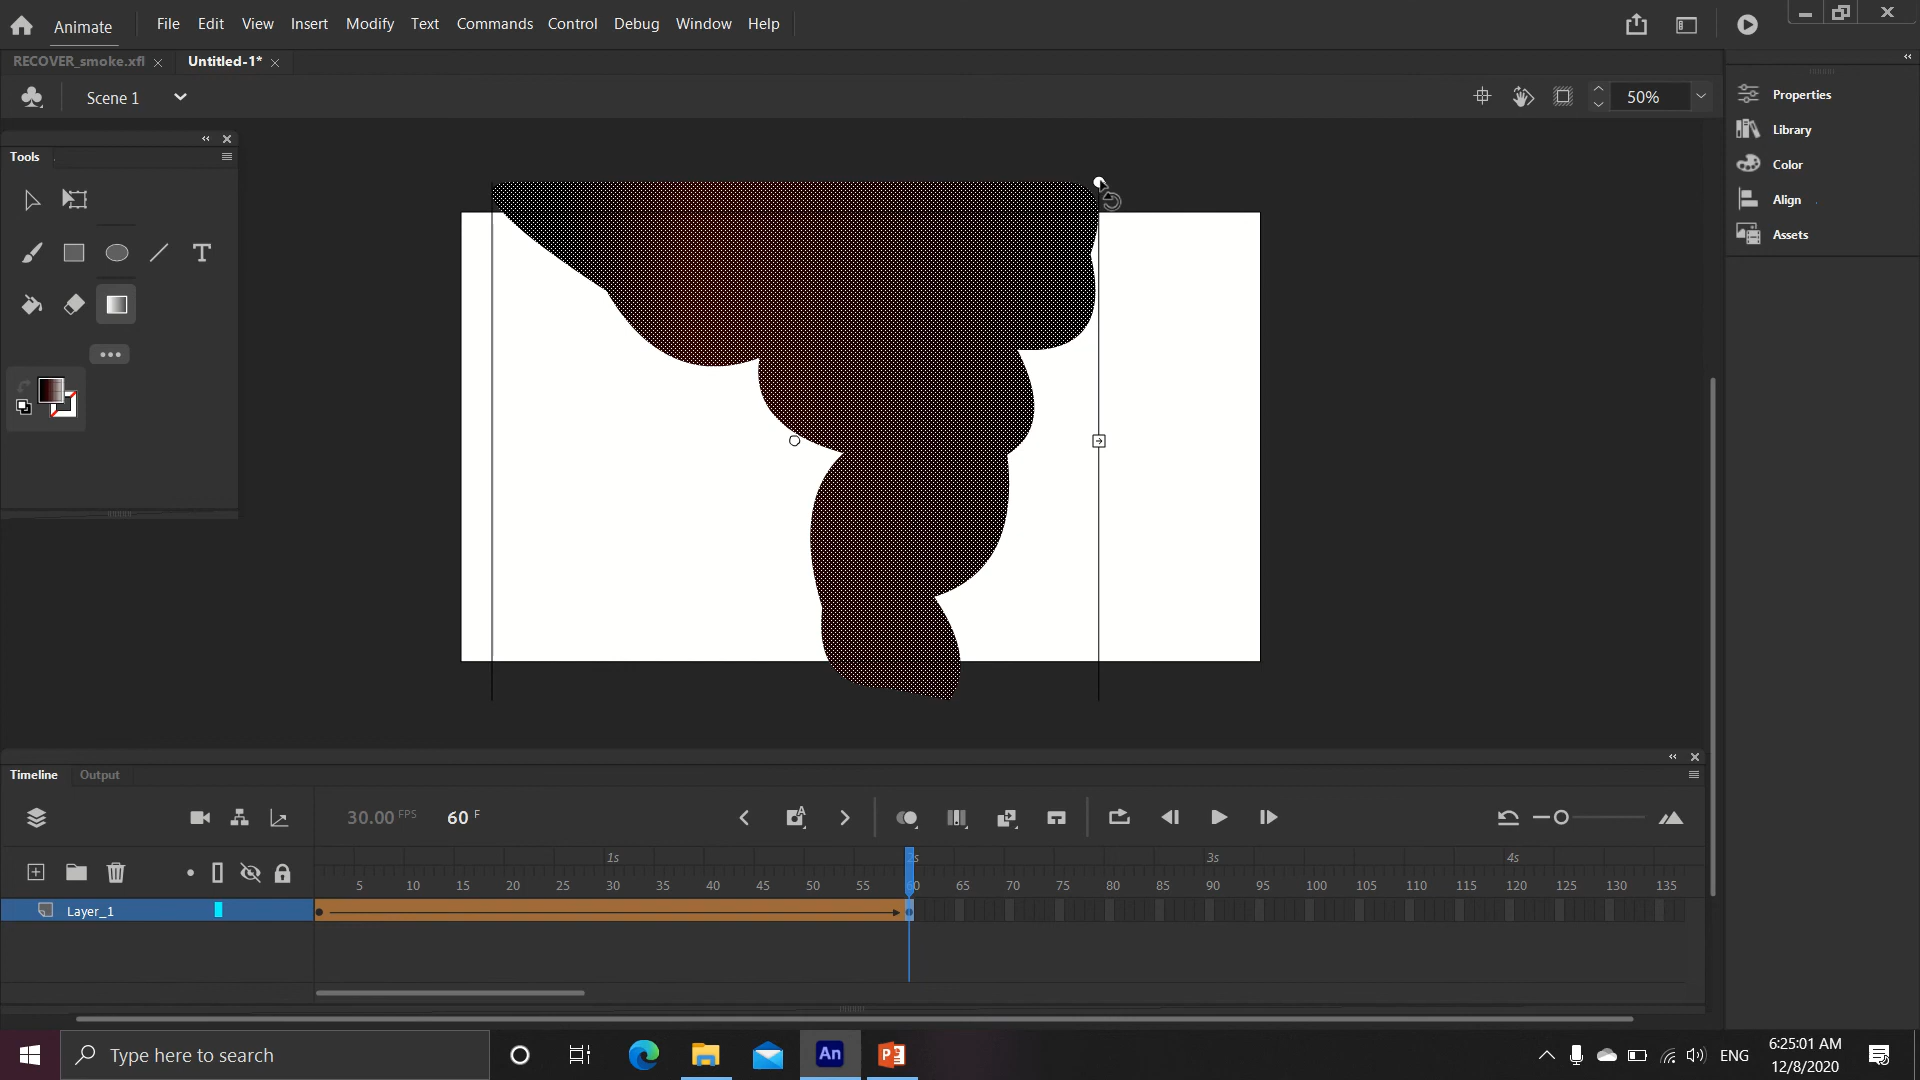 Animate
File Edit View Insert Modify Text Commands Control Debug Window Help
RECOVER_smoke.xfl
Untitled-1*
Scene 1
50%
Tools
T
Properties
Library
Color
Align
Assets
Timeline
Output
30.00 FPS
60 F
A
1s 2s 3s 4s
5 10 15 20 25 30 35 40 45 50 55 60 65 70 75 80 85 90 95 100 105 110 115 120 125 130 135
Layer_1
Type here to search
An
P
ENG
6:25:01 AM
12/8/2020